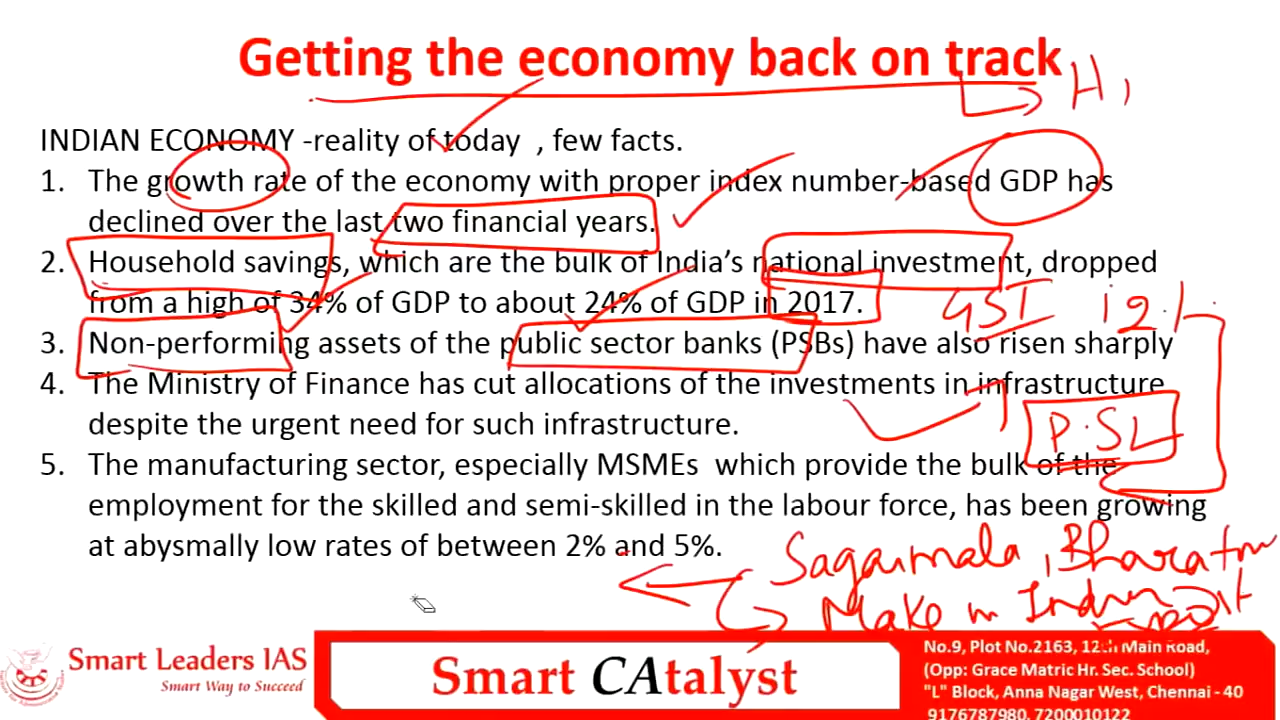 Getting the economy back on track
H,
INDIAN ECONOMY -reality of today , few facts.
1. The growth rate of the economy with proper index number-based GDP has
declined over the last two financial years.
2. Household savings, which are the bulk of India's national investment, dropped
from a high of 34% of GDP to about 24% of GDP in 2017.
GST
3. Non-performing assets of the public sector banks (PSBs) have also risen sharply
4. The Ministry of Finance has cut allocations of the investments in infrastructure
despite the urgent need for such infrastructure.
P.SL
5. The manufacturing sector, especially MSMEs which provide the bulk of the
employment for the skilled and semi-skilled in the labour force, has been growing
at abysmally low rates of between 2% and 5%.
Sagarmala, Bharatm
Make in India
Smart Leaders IAS
Smart Way to Succeed
Smart CAtalyst
No.9, Plot No.2163, 12th Main Road,
(Opp: Grace Matric Hr. Sec. School)
"L" Block, Anna Nagar West, Chennai - 40
9176787980, 7200010122